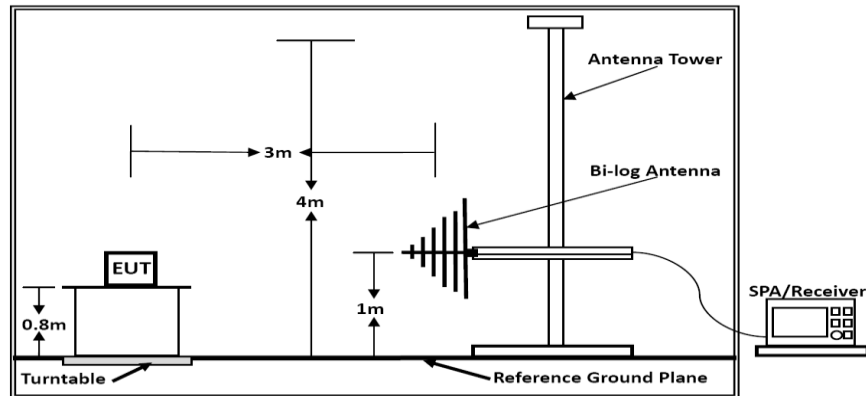 Antenna Tower
3m
Bi-log Antenna
4m
EUT
SPA/Receiver
0.8m
1m
Turntable
Reference Ground Plane